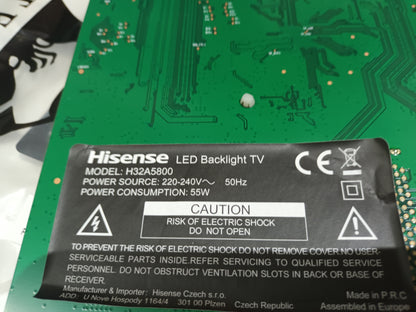 Hisense LED Backlight TV
MODEL: H32A5800
POWER SOURCE: 220-240V~ 50Hz
POWER CONSUMPTION: 55W
CE
CAUTION
RISK OF ELECTRIC SHOCK
DO NOT OPEN
TO PREVENT THE RISK OF ELECTRIC SHOCK DO NOT REMOVE COVER NO USER-
SERVICEABLE PARTS INSIDE.REFER SERVICING TO QUALIFIED SERVICE
PERSONNEL. DO NOT OBSTRUCT VENTILATION SLOTS IN BACK OR BASE OF
RECEIVER.
Manufacturer & Importer: Hisense Czech s.r.o. Made in P.R.C
ADD: U Nove Hospody 1164/4 301 00 Plzen Czech Republic Assembled in Europe